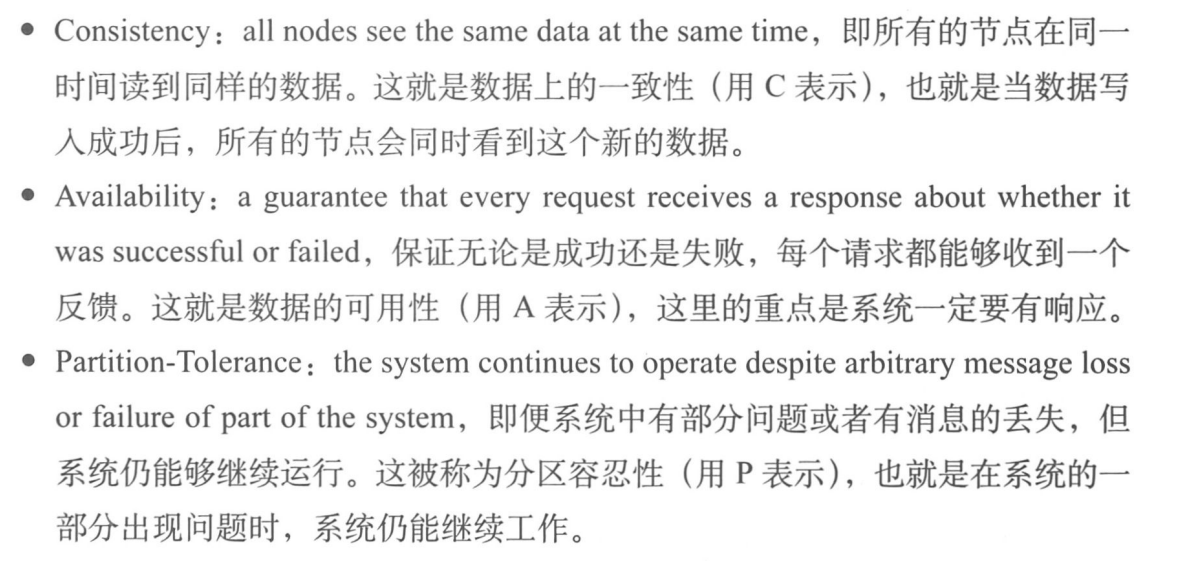 • Consistency：all nodes see the same data at the same time，即所有的节点在同一
时间读到同样的数据。这就是数据上的一致性（用 C 表示），也就是当数据写
入成功后，所有的节点会同时看到这个新的数据。
• Availability：a guarantee that every request receives a response about whether it
was successful or failed，保证无论是成功还是失败，每个请求都能够收到一个
反馈。这就是数据的可用性（用 A 表示），这里的重点是系统一定要有响应。
• Partition-Tolerance：the system continues to operate despite arbitrary message loss
or failure of part of the system，即便系统中有部分问题或者有消息的丢失，但
系统仍能够继续运行。这被称为分区容忍性（用 P 表示），也就是在系统的一
部分出现问题时，系统仍能继续工作。